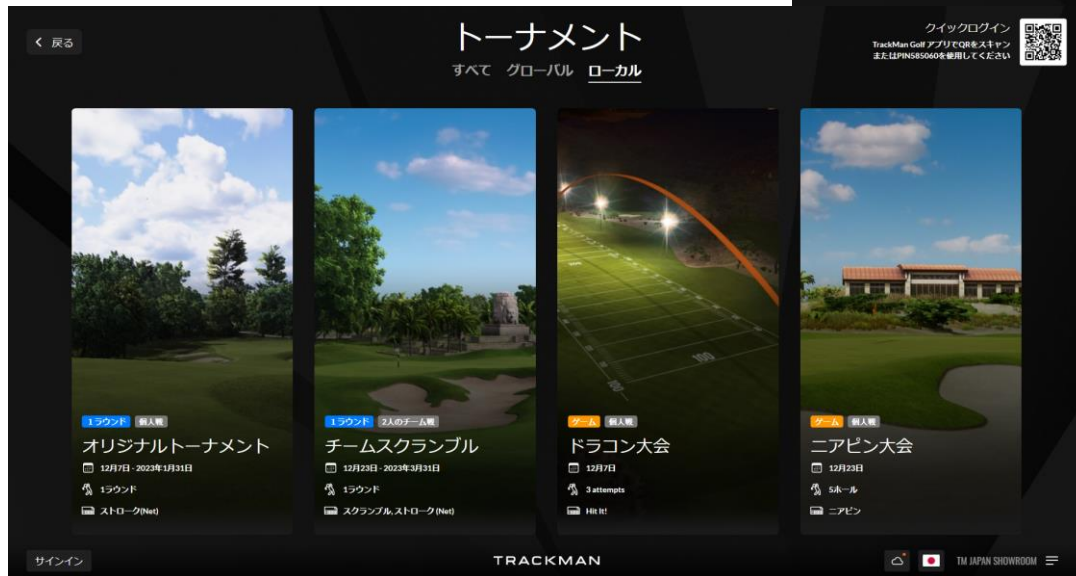 戻る
トーナメント
すべて グローバル ローカル
クイックログイン
TrackMan Golf アプリでQRをスキャン
またはPIN585060を使用してください
1ラウンド 個人戦
オリジナルトーナメント
12月7日 - 2023年1月31日
1ラウンド
ストローク(Net)
1ラウンド 2人のチーム戦
チームスクランブル
12月23日 - 2023年3月31日
1ラウンド
スクランブル, ストローク (Net)
100
100
ゲーム 個人戦
ドラコン大会
12月7日
3 attempts
Hit It!
ゲーム 個人戦
ニアピン大会
12月23日
5ホール
ニアピン
サインイン
TRACKMAN
TM JAPAN SHOWROOM